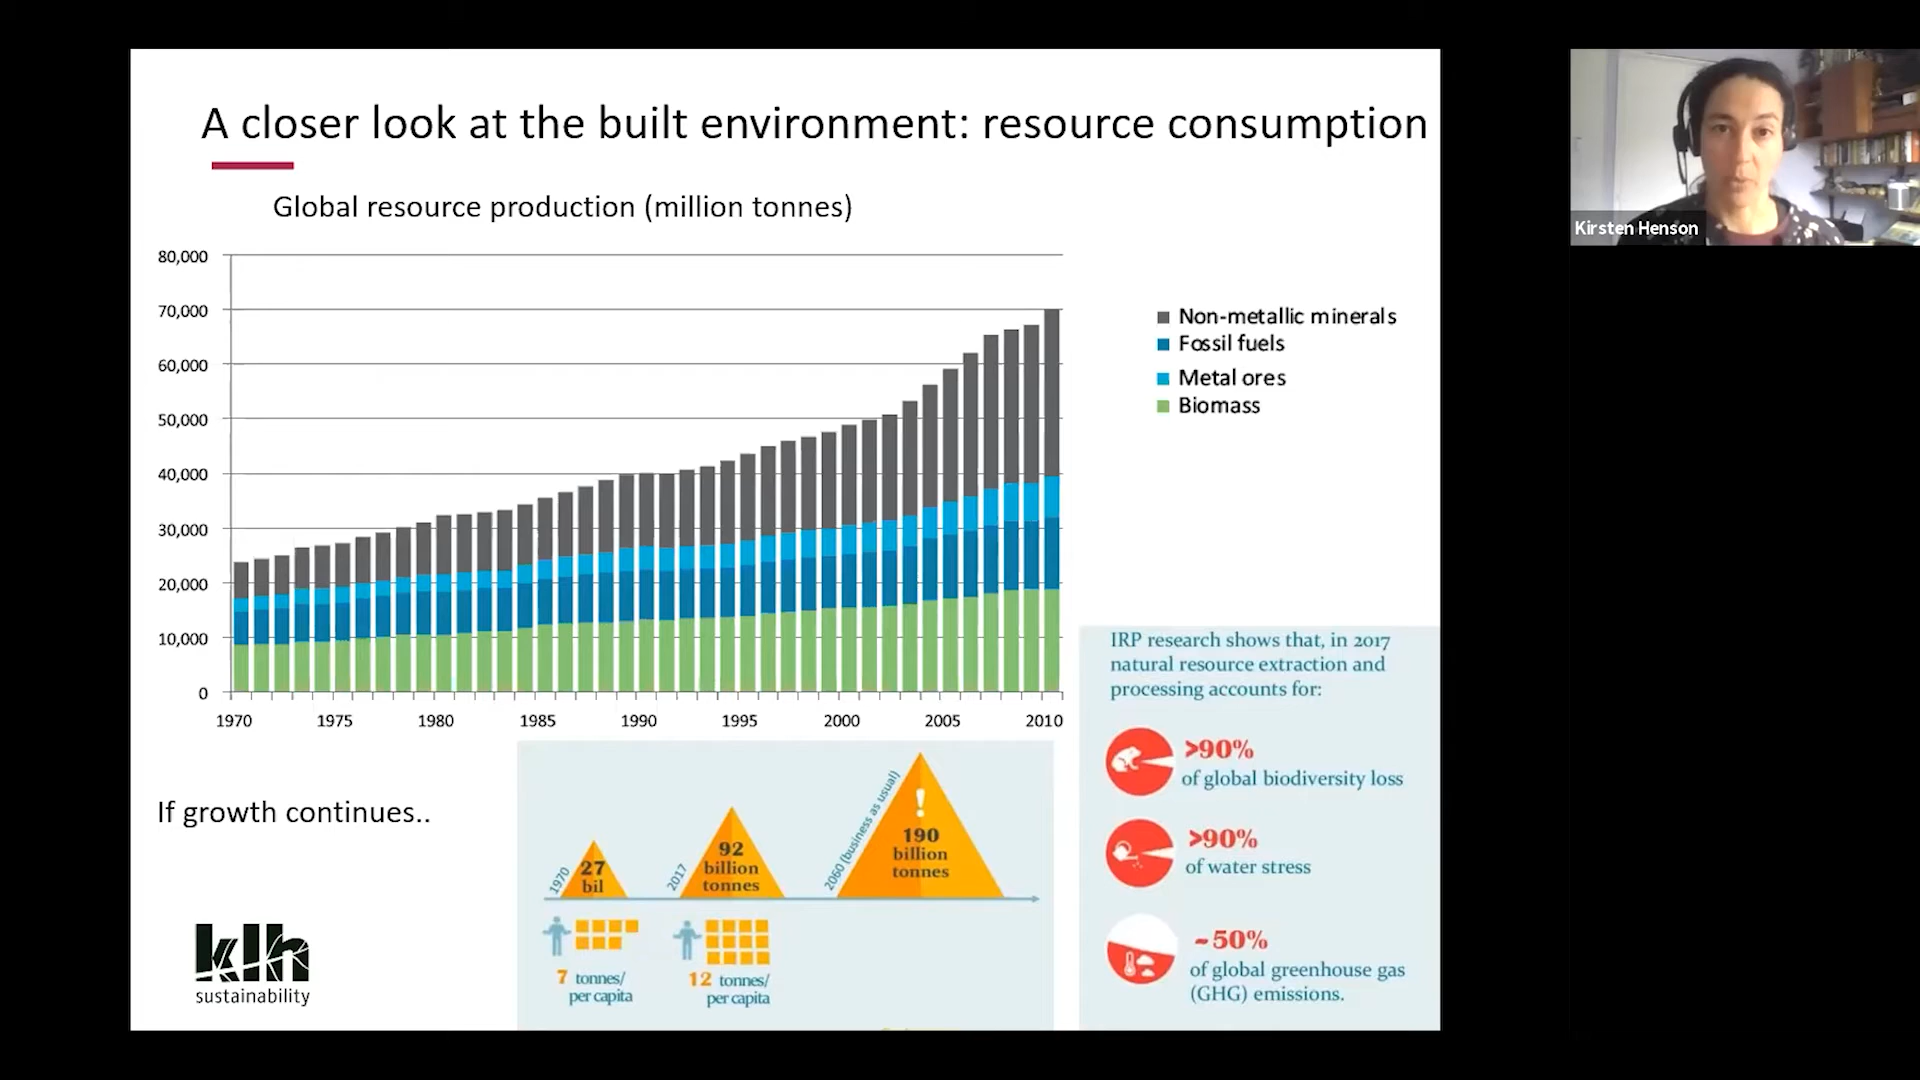 A closer look at the built environment: resource consumption
Kirsten Henson
Global resource production (million tonnes)
80,000
70,000
60,000
50,000
40,000
30,000
20,000
10,000
0
1970
1975
1980
1985
1990
1995
2000
2005
2010
Non-metallic minerals
Fossil fuels
Metal ores
Biomass
IRP research shows that, in 2017
natural resource extraction and
processing accounts for:
>90%
of global biodiversity loss
>90%
of water stress
~50%
of global greenhouse gas
(GHG) emissions.
If growth continues..
1970
27
bil
2017
92
billion
tonnes
2060 (business as usual)
!
190
billion
tonnes
7 tonnes/
per capita
12 tonnes/
per capita
klh
sustainability